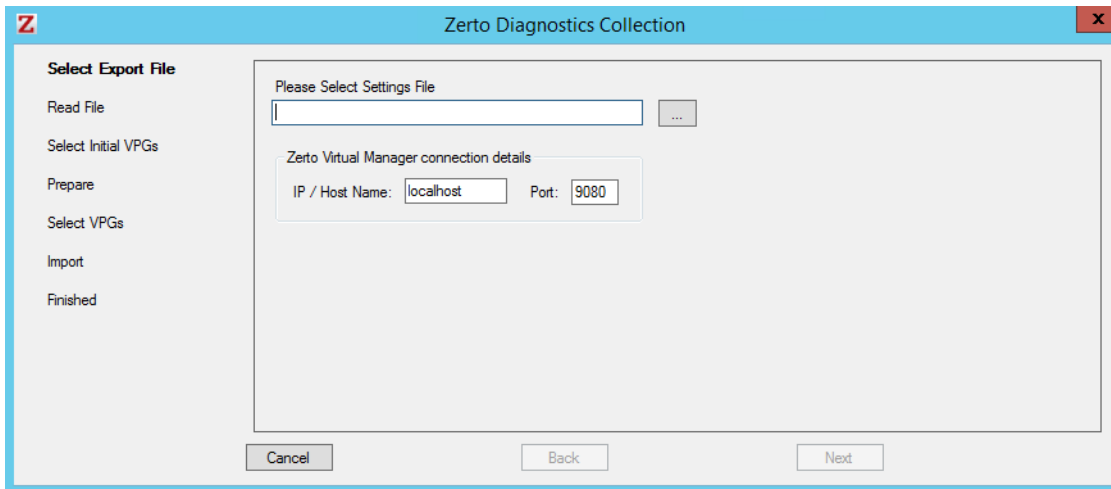 Z
Zerto Diagnostics Collection
x
Select Export File
Read File
Select Initial VPGs
Prepare
Select VPGs
Import
Finished
Please Select Settings File
...
Zerto Virtual Manager connection details
IP / Host Name: localhost Port: 9080
Cancel Back Next